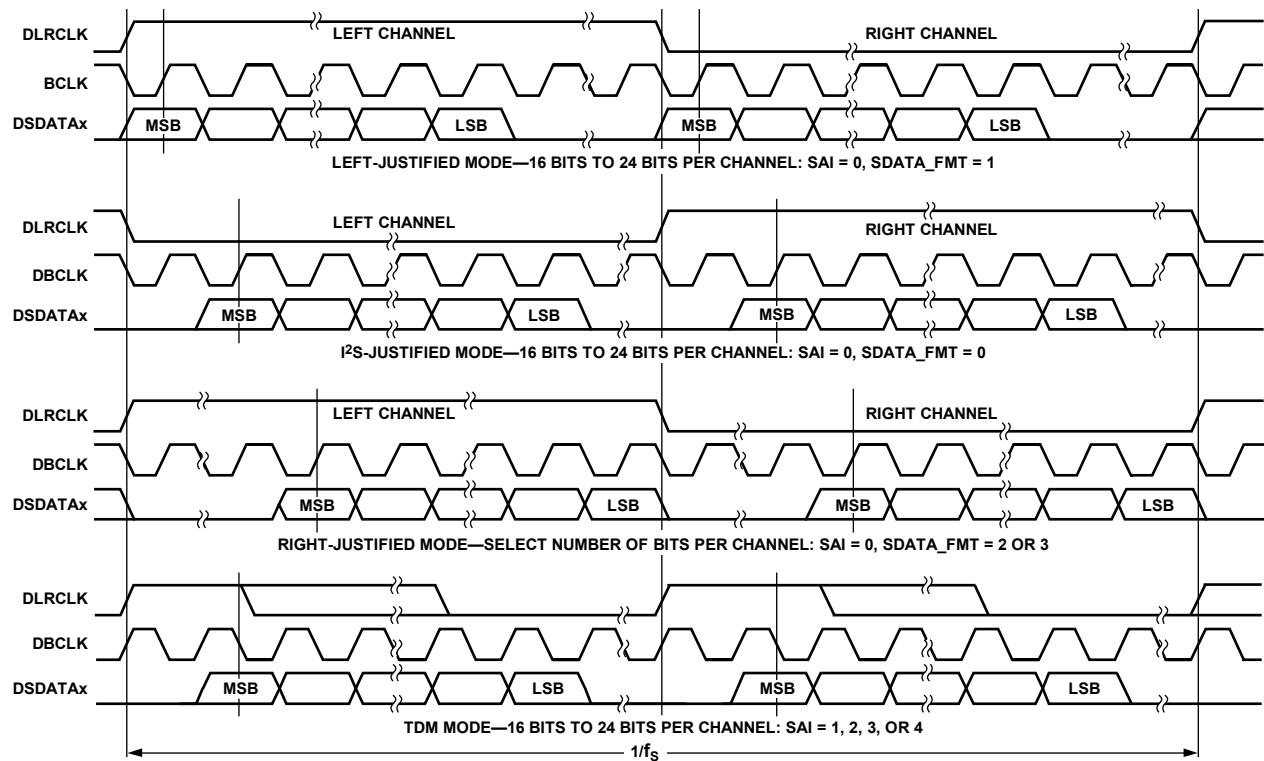 DLRCLK LEFT CHANNEL RIGHT CHANNEL
BCLK
DSDATAx MSB LSB MSB LSB
LEFT-JUSTIFIED MODE—16 BITS TO 24 BITS PER CHANNEL: SAI = 0, SDATA_FMT = 1
DLRCLK LEFT CHANNEL RIGHT CHANNEL
DBCLK
DSDATAx MSB LSB MSB LSB
I²S-JUSTIFIED MODE—16 BITS TO 24 BITS PER CHANNEL: SAI = 0, SDATA_FMT = 0
DLRCLK LEFT CHANNEL RIGHT CHANNEL
DBCLK
DSDATAx MSB LSB MSB LSB
RIGHT-JUSTIFIED MODE—SELECT NUMBER OF BITS PER CHANNEL: SAI = 0, SDATA_FMT = 2 OR 3
DLRCLK
DBCLK
DSDATAx MSB LSB MSB LSB
TDM MODE—16 BITS TO 24 BITS PER CHANNEL: SAI = 1, 2, 3, OR 4
1/fS